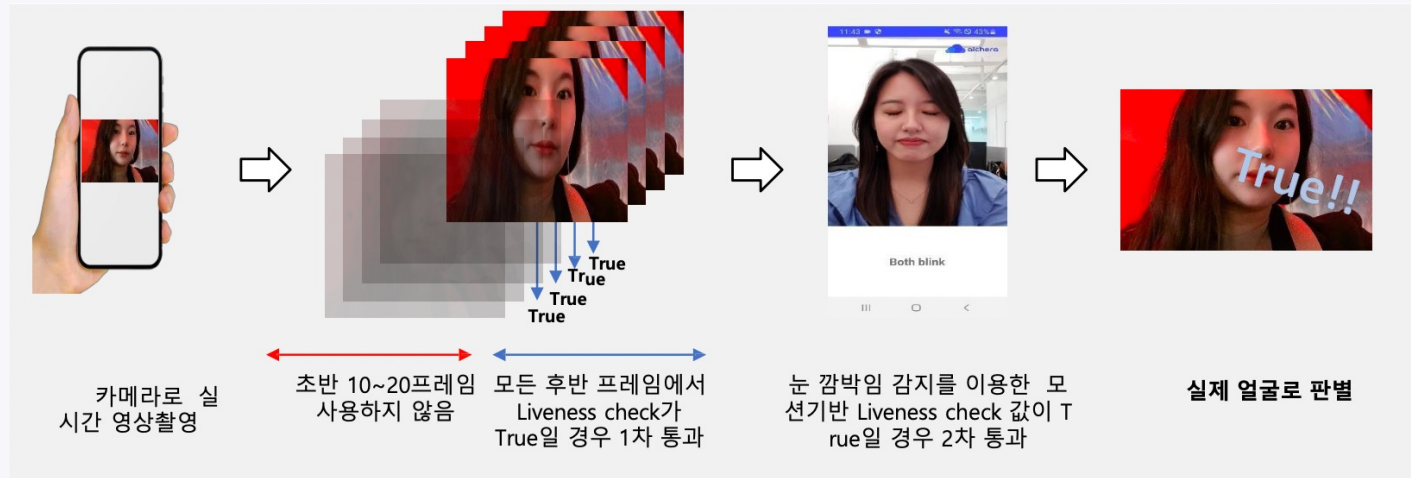 11:43
43%
alchera
True!!
Both blink
True
True
True
True
카메라로 실
시간 영상촬영
초반 10~20프레임
사용하지 않음
모든 후반 프레임에서
Liveness check가
True일 경우 1차 통과
눈 깜박임 감지를 이용한 모
션기반 Liveness check 값이 T
rue일 경우 2차 통과
실제 얼굴로 판별